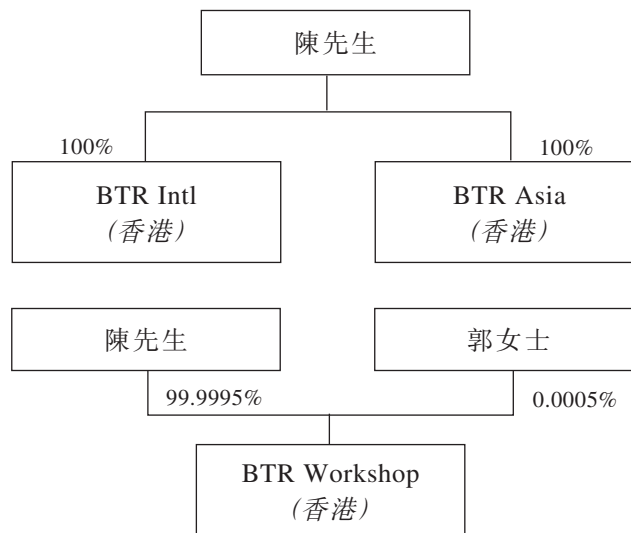 陳先生
100%
100%
BTR Intl
(香港)
BTR Asia
(香港)
陳先生
郭女士
99.9995%
0.0005%
BTR Workshop
(香港)